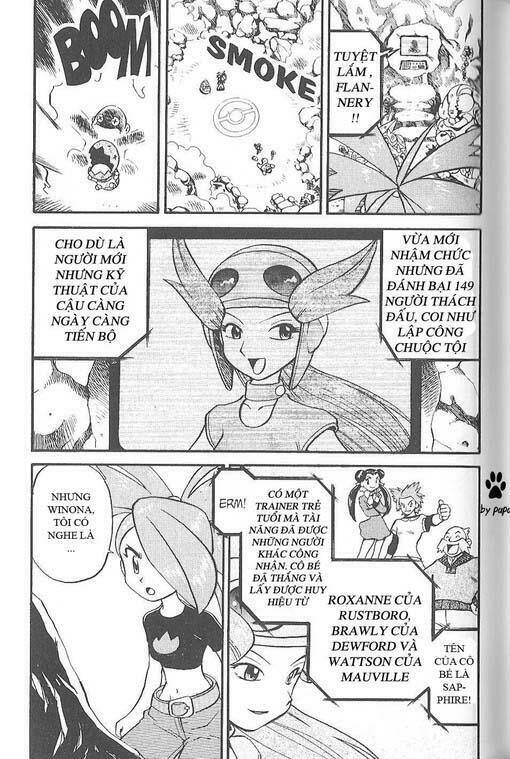 BOOM
SMOKE
TUYỆT
LẮM ,
FLAN-
NERY
!!
CHO DÙ LÀ
NGƯỜI MỚI
NHƯNG KỸ
THUẬT CỦA
CẬU CÀNG
NGÀY CÀNG
TIẾN BỘ
VỪA MỚI
NHẬM CHỨC
NHƯNG ĐÃ
ĐÁNH BẠI 149
NGƯỜI THÁCH
ĐẤU, COI NHƯ
LẬP CÔNG
CHUỘC TỘI
NHƯNG
WINONA,
TÔI CÓ
NGHE LÀ
...
ERM!
CÓ MỘT
TRAINER TRẺ
TUỔI MÀ TÀI
NĂNG ĐÃ ĐƯỢC
NHỮNG NGƯỜI
KHÁC CÔNG
NHẬN. CÔ BÉ
ĐÃ THẮNG VÀ
LẤY ĐƯỢC HUY
HIỆU TỪ
ROXANNE CỦA
RUSTBORO,
BRAWLY CỦA
DEWFORD VÀ
WATTSON CỦA
MAUVILLE
TÊN
CỦA CÔ
BÉ LÀ
SAP-
PHIRE!
by papa